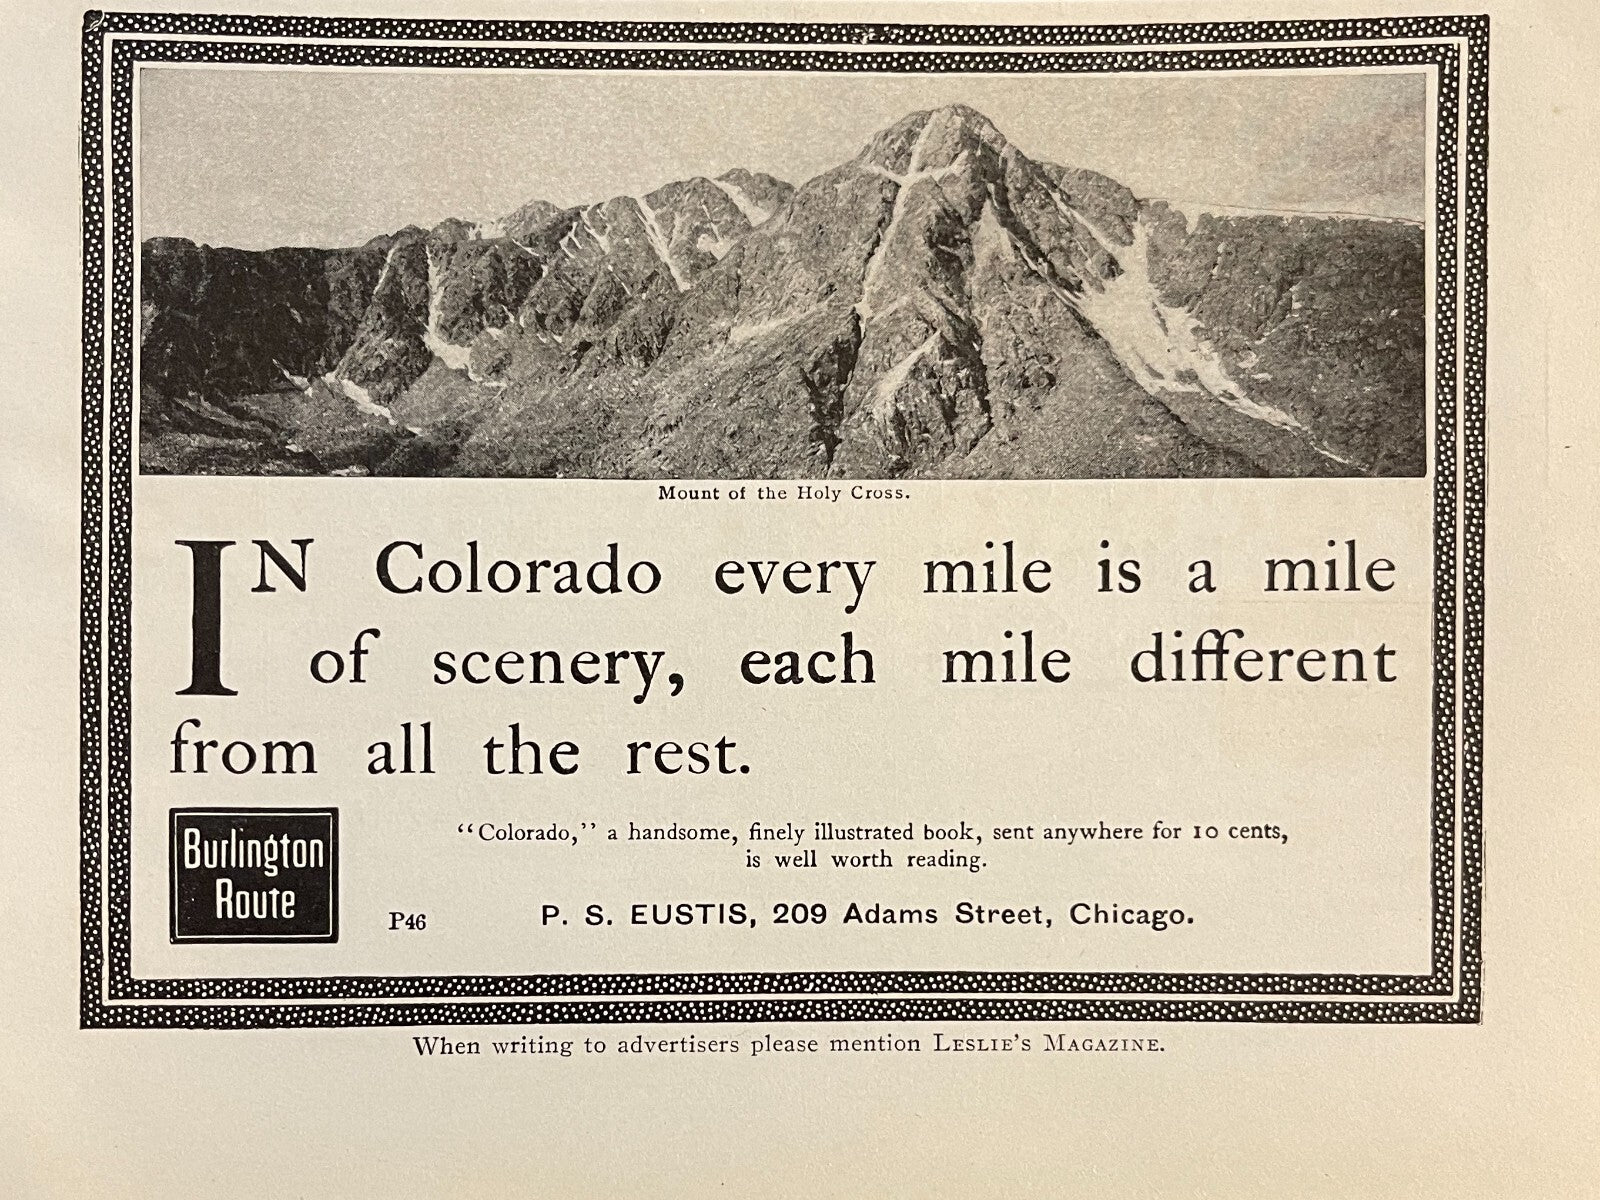 Mount of the Holy Cross.
IN Colorado every mile is a mile
of scenery, each mile different
from all the rest.
Burlington
Route
“Colorado,” a handsome, finely illustrated book, sent anywhere for 10 cents,
is well worth reading.
P46
P. S. EUSTIS, 209 Adams Street, Chicago.
When writing to advertisers please mention LESLIE'S MAGAZINE.